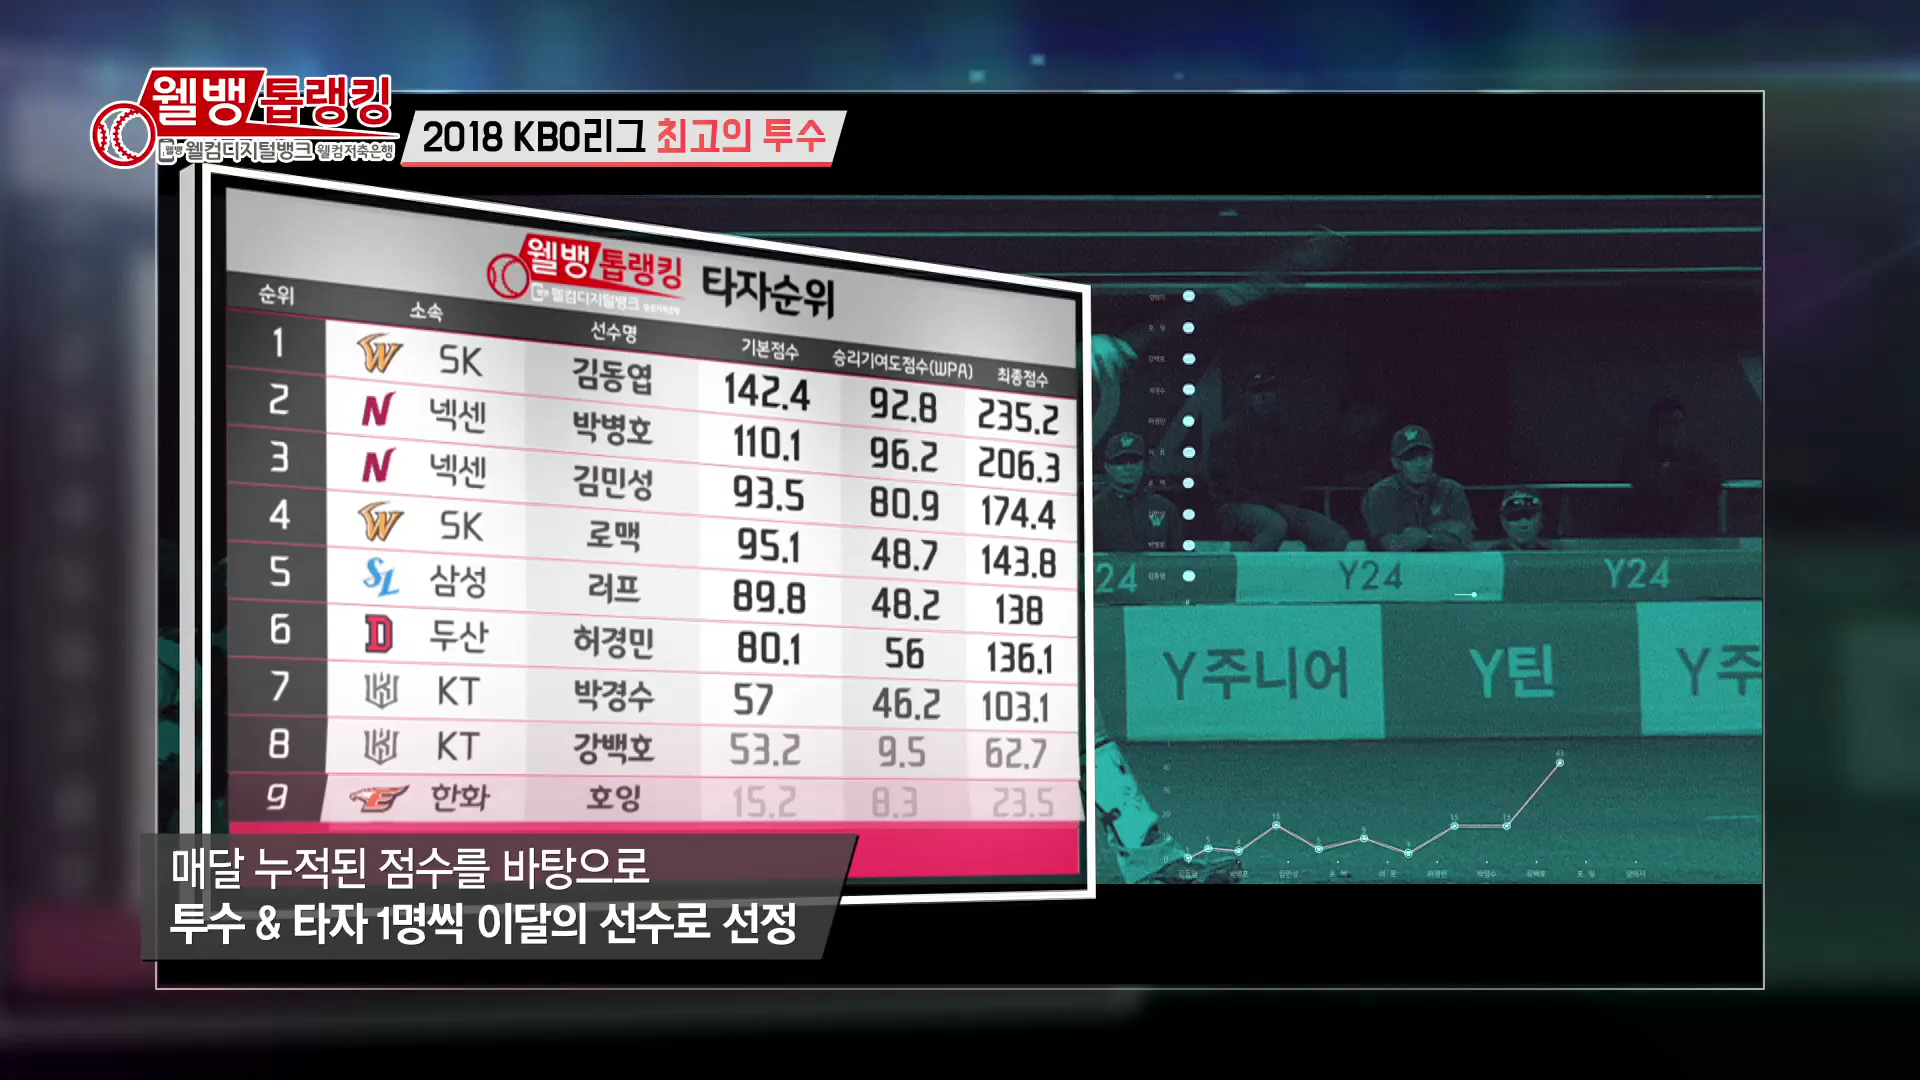 웰뱅톱랭킹
웰뱅 웰컴디지털뱅크 웰컴저축은행
2018 KBO리그 최고의 투수
웰뱅톱랭킹 타자순위
웰컴디지털뱅크
순위 소속 선수명 기본점수 승리기여도점수(WPA) 최종점수
1 SK 김동엽 142.4 92.8 235.2
2 넥센 박병호 110.1 96.2 206.3
3 넥센 김민성 93.5 80.9 174.4
4 SK 로맥 95.1 48.7 143.8
5 삼성 러프 89.8 48.2 138
6 두산 허경민 80.1 56 136.1
7 KT 박경수 57 46.2 103.1
8 KT 강백호 53.2 9.5 62.7
9 한화 호잉 15.2 8.3 23.5
24 Y24 Y24
Y주니어 Y틴 Y주
매달 누적된 점수를 바탕으로
투수 & 타자 1명씩 이달의 선수로 선정